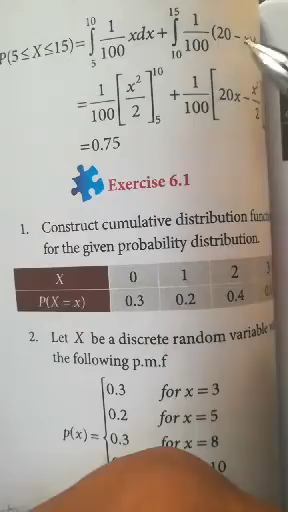 P(5≤X≤15)=∫₅¹⁰ 1/100 xdx+∫₁₀¹⁵ 1/100 (20−
= 1/100 [x²/2]₅¹⁰ + 1/100 [20x− x²/2
=0.75
Exercise 6.1
1. Construct cumulative distribution
for the given probability distribution.
X 0 1 2 3
P(X = x) 0.3 0.2 0.4
2. Let X be a discrete random variable
the following p.m.f
0.3 for x = 3
0.2 for x = 5
p(x) = { 0.3 for x = 8
10